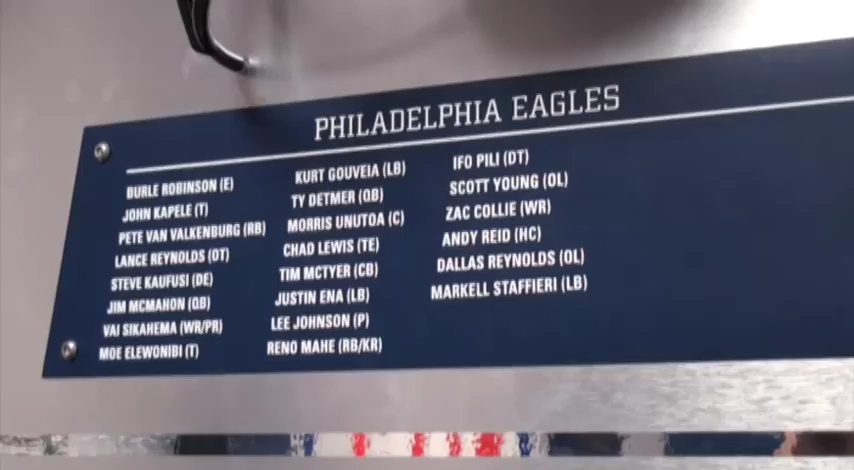 PHILADELPHIA EAGLES
BURLE ROBINSON (E)
JOHN KAPELE (T)
PETE VAN VALKENBURG (RB)
LANCE REYNOLDS (OT)
STEVE KAUFUSI (DE)
JIM MCMAHON (QB)
VAI SIKAHEMA (WR/PR)
MOE ELEWONIBI (T)
KURT GOUVEIA (LB)
TY DETMER (QB)
MORRIS UNUTOA (C)
CHAD LEWIS (TE)
TIM MCTYER (CB)
JUSTIN ENA (LB)
LEE JOHNSON (P)
RENO MAHE (RB/KR)
IFO PILI (DT)
SCOTT YOUNG (OL)
ZAC COLLIE (WR)
ANDY REID (HC)
DALLAS REYNOLDS (OL)
MARKELL STAFFIERI (LB)